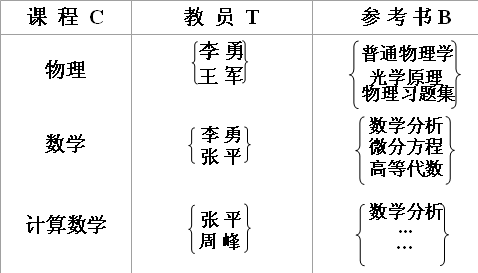 课 程 C 教 员 T 参 考 书 B
物理
李 勇
王 军
普通物理学
光学原理
物理习题集
数学
李 勇
张 平
数学分析
微分方程
高等代数
计算数学
张 平
周 峰
数学分析
...
...